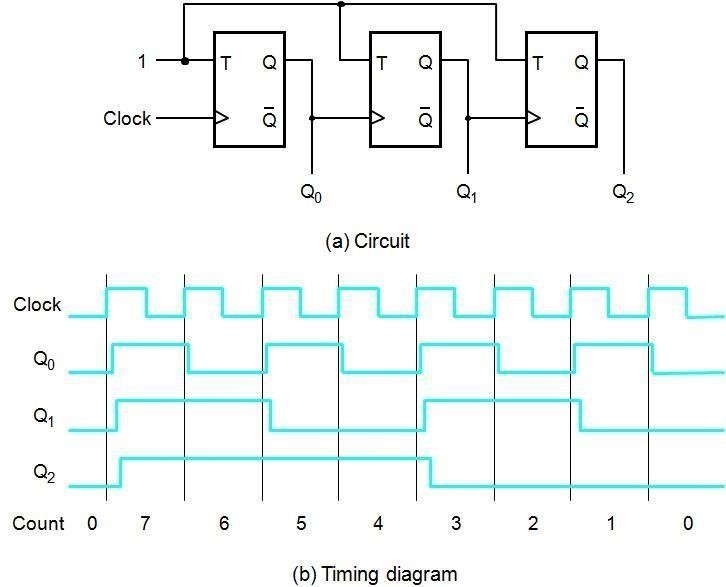 1 T Q T Q T Q
Clock Q̅ Q̅ Q̅
Q₀ Q₁ Q₂
(a) Circuit
Clock
Q₀
Q₁
Q₂
Count 0 7 6 5 4 3 2 1 0
(b) Timing diagram